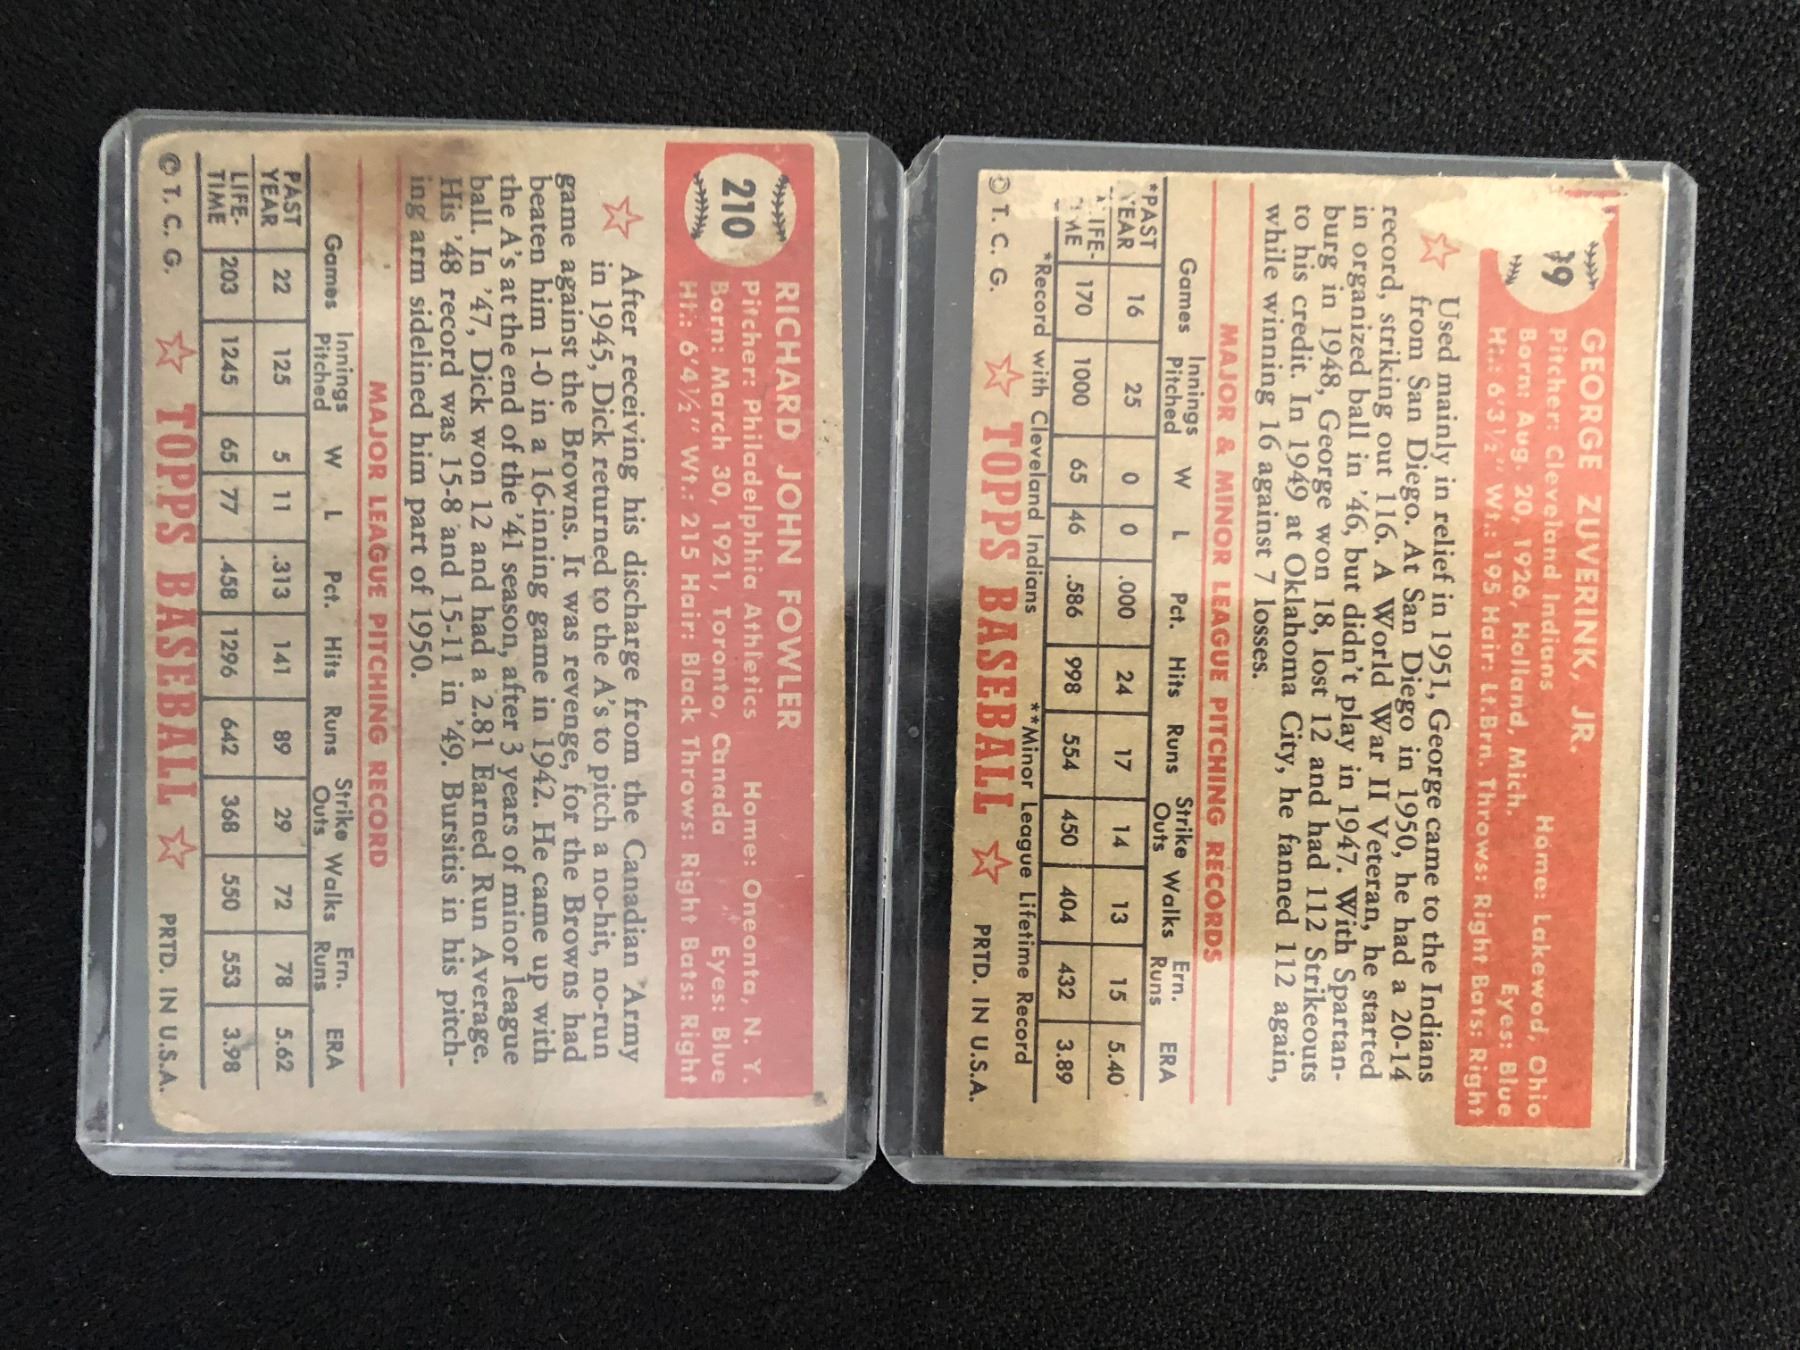 GEORGE ZUVERINK, JR.
Pitcher: Cleveland Indians Home: Lakewod, Ohio
Born: Aug. 20, 1926, Holland, Mich. Eyes: Blue
Ht.: 6'3½" Wt.: 195 Hair: Lt.Brn. Throws: Right Bats: Right
Used mainly in relief in 1951, George came to the Indians
from San Diego. At San Diego in 1950, he had a 20-14
record, striking out 116. A World War II Veteran, he started
in organized ball in '46, but didn't play in 1947. With Spartan-
burg in 1948, George won 18, lost 12 and had 112 Strikeouts
to his credit. In 1949 at Oklahoma City, he fanned 112 again,
while winning 16 against 7 losses.
MAJOR & MINOR LEAGUE PITCHING RECORDS
Games Innings Pitched W L Pct. Hits Runs Strike Outs Walks Ern. Runs ERA
*PAST YEAR 16 25 0 0 .000 24 17 14 13 15 5.40
LIFE-TIME 170 1000 65 46 .586 998 554 450 404 432 3.89
*Record with Cleveland Indians **Minor League Lifetime Record
© T. C. G. TOPPS BASEBALL PRTD. IN U.S.A.
210
RICHARD JOHN FOWLER
Pitcher: Philadelphia Athletics Home: Oneonta, N. Y.
Born: March 30, 1921, Toronto, Canada Eyes: Blue
Ht.: 6'4½" Wt.: 215 Hair: Black Throws: Right Bats: Right
After receiving his discharge from the Canadian Army
in 1945, Dick returned to the A's to pitch a no-hit, no-run
game against the Browns. It was revenge, for the Browns had
beaten him 1-0 in a 16-inning game in 1942. He came up with
the A's at the end of the '41 season, after 3 years of minor league
ball. In '47, Dick won 12 and had a 2.81 Earned Run Average.
His '48 record was 15-8 and 15-11 in '49. Bursitis in his pitch-
ing arm sidelined him part of 1950.
MAJOR LEAGUE PITCHING RECORD
Games Innings Pitched W L Pct. Hits Runs Strike Outs Walks Ern. Runs ERA
PAST YEAR 22 125 5 11 .313 141 89 29 72 78 5.62
LIFE-TIME 203 1245 65 77 .458 1296 642 368 550 553 3.98
© T. C. G. TOPPS BASEBALL PRTD. IN U.S.A.